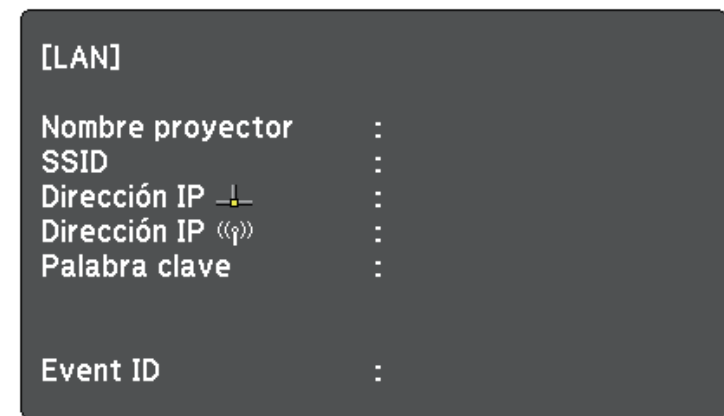 [LAN]
Nombre proyector :
SSID :
Dirección IP :
Dirección IP :
Palabra clave :
Event ID :